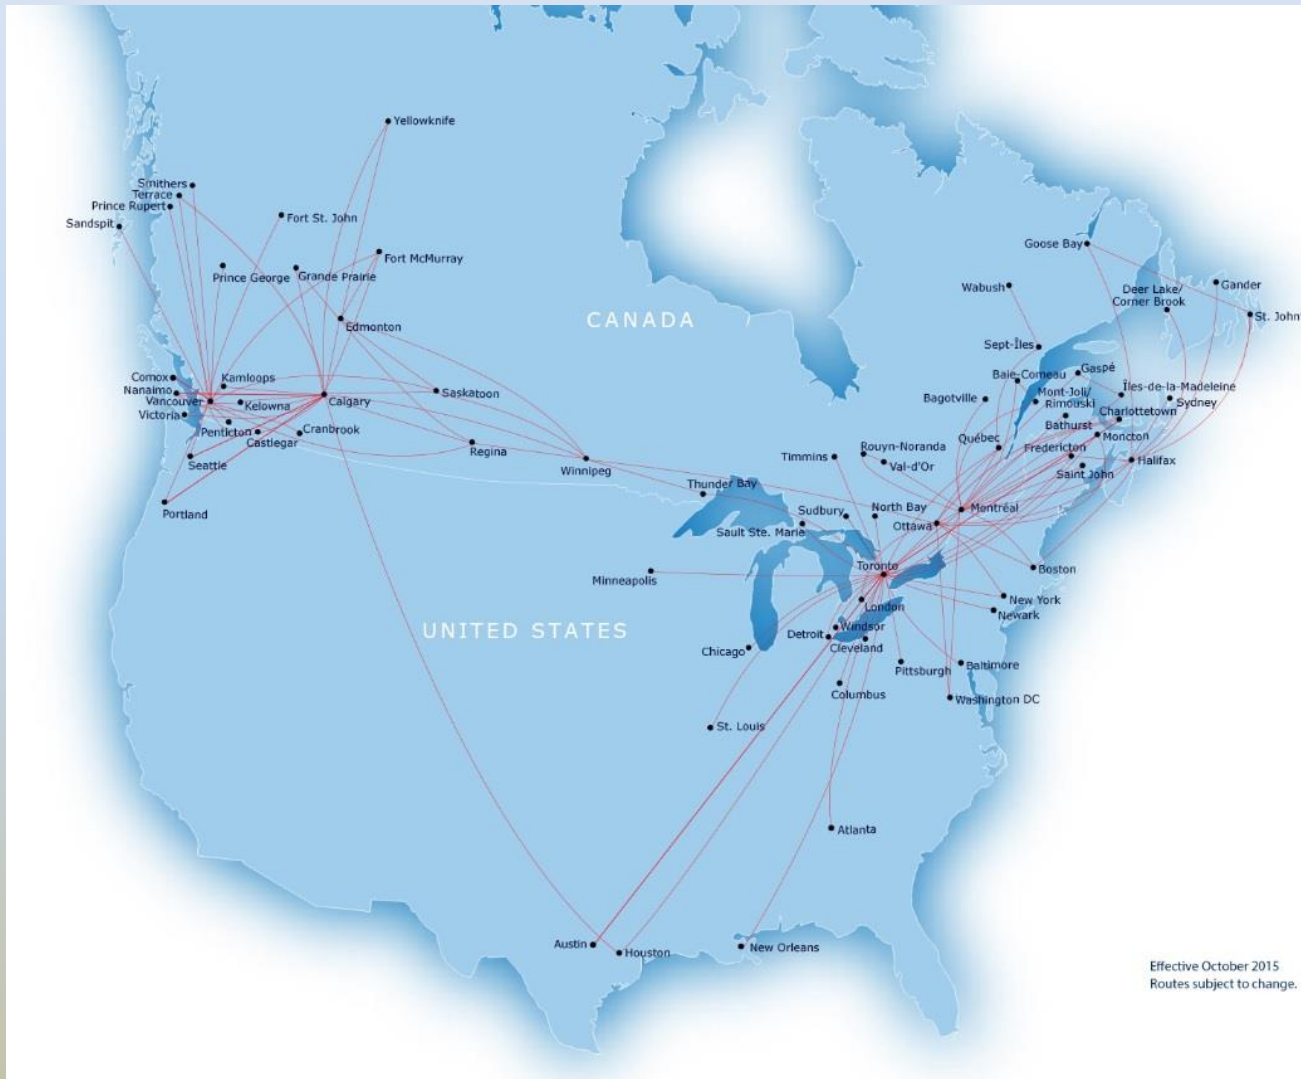 Yellowknife
Smithers
Terrace
Prince Rupert
Sandspit
Fort St. John
Fort McMurray
Prince George
Grande Prairie
Edmonton
CANADA
Goose Bay
Wabush
Deer Lake/
Corner Brook
Gander
St. John'
Sept-Îles
Gaspé
Baie-Comeau
Îles-de-la-Madeleine
Mont-Joli/
Rimouski
Sydney
Bagotville
Charlottetown
Bathurst
Moncton
Comox
Nanaimo
Vancouver
Victoria
Kamloops
Kelowna
Penticton
Castlegar
Cranbrook
Calgary
Saskatoon
Seattle
Portland
Regina
Winnipeg
Québec
Fredericton
Halifax
Saint John
Rouyn-Noranda
Timmins
Val-d'Or
Thunder Bay
Sudbury
North Bay
Montréal
Ottawa
Sault Ste. Marie
Toronto
Boston
Minneapolis
New York
London
Newark
UNITED STATES
Windsor
Detroit
Cleveland
Chicago
Pittsburgh
Baltimore
Columbus
Washington DC
St. Louis
Atlanta
Austin
Houston
New Orleans
Effective October 2015
Routes subject to change.